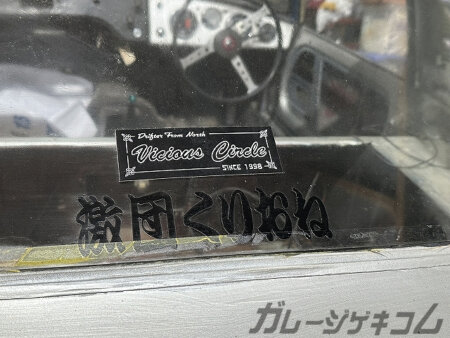 Drifter From North
Vicious Circle
SINCE 1998
激団くりおね
ガレージゲキコム